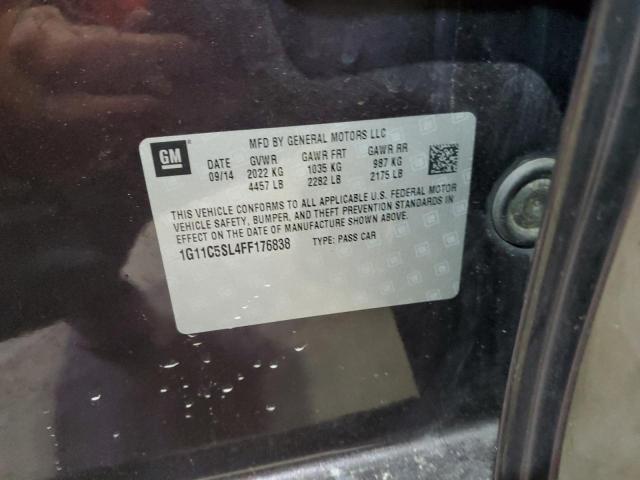 GM
MFD BY GENERAL MOTORS LLC
DATE GVWR GAWR FRT GAWR RR
09/14 2022 KG 1035 KG 987 KG
4457 LB 2282 LB 2175 LB
THIS VEHICLE CONFORMS TO ALL APPLICABLE U.S. FEDERAL MOTOR
VEHICLE SAFETY, BUMPER, AND THEFT PREVENTION STANDARDS IN
EFFECT ON THE DATE OF MANUFACTURE SHOWN ABOVE.
1G11C5SL4FF176838 TYPE: PASS CAR